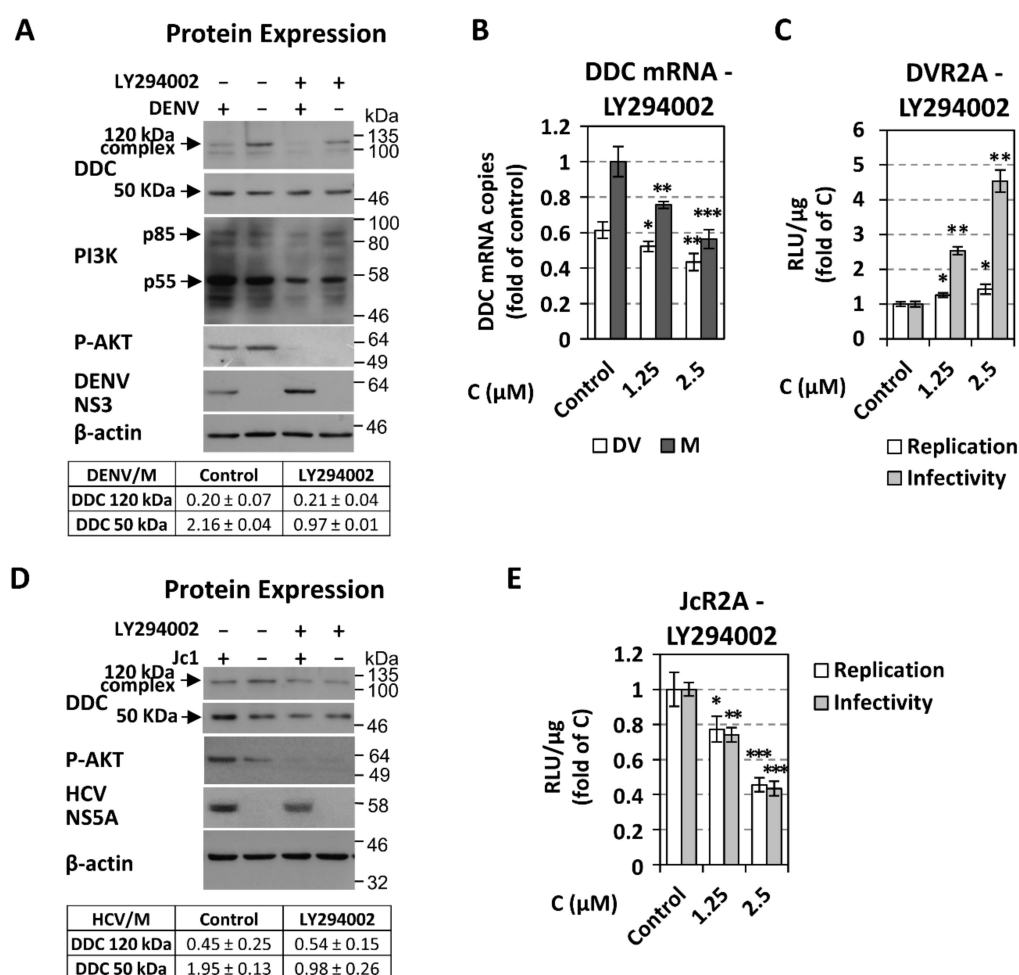 A
Protein Expression
LY294002 – – + +
DENV + – + –
kDa
120 kDa
complex
135
100
DDC
50 KDa
46
100
p85
80
PI3K
p55
58
46
P-AKT
64
49
DENV
NS3
64
β-actin
46
DENV/M Control LY294002
DDC 120 kDa 0.20 ± 0.07 0.21 ± 0.04
DDC 50 kDa 2.16 ± 0.04 0.97 ± 0.01
B
DDC mRNA -
LY294002
DDC mRNA copies
(fold of control)
1.2
1
0.8
0.6
0.4
0.2
0
* ** ** ***
C (μM) Control 1.25 2.5
DV M
C
DVR2A -
LY294002
RLU/μg
(fold of C)
6
5
4
3
2
1
0
* ** * **
C (μM) Control 1.25 2.5
Replication
Infectivity
D
Protein Expression
LY294002 – – + +
Jc1 + – + –
kDa
120 kDa
complex
135
100
DDC
50 KDa
46
P-AKT
64
49
HCV
NS5A
58
46
β-actin
32
HCV/M Control LY294002
DDC 120 kDa 0.45 ± 0.25 0.54 ± 0.15
DDC 50 kDa 1.95 ± 0.13 0.98 ± 0.26
E
JcR2A -
LY294002
RLU/μg
(fold of C)
1.2
1
0.8
0.6
0.4
0.2
0
* ** *** ***
C (μM) Control 1.25 2.5
Replication
Infectivity